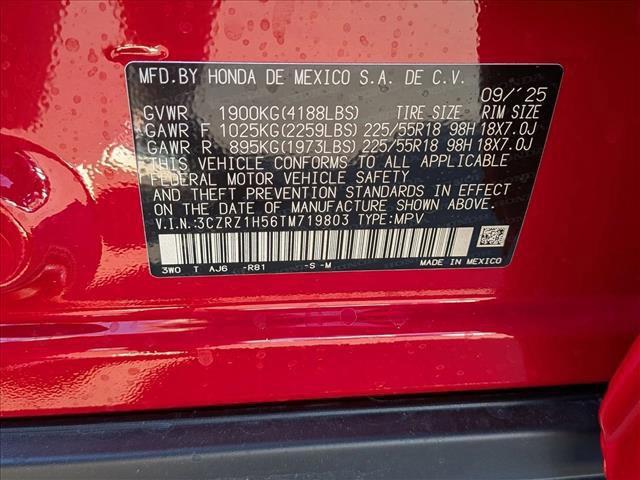 MFD.BY HONDA DE MEXICO S.A. DE C.V.
09/'25
GVWR 1900KG(4188LBS) TIRE SIZE RIM SIZE
GAWR F 1025KG(2259LBS) 225/55R18 98H 18X7.0J
GAWR R 895KG(1973LBS) 225/55R18 98H 18X7.0J
THIS VEHICLE CONFORMS TO ALL APPLICABLE
FEDERAL MOTOR VEHICLE SAFETY
AND THEFT PREVENTION STANDARDS IN EFFECT
ON THE DATE OF MANUFACTURE SHOWN ABOVE.
V.I.N.:3CZRZ1H56TM719803 TYPE:MPV
3WO T AJ6 -R81 -S -M MADE IN MEXICO